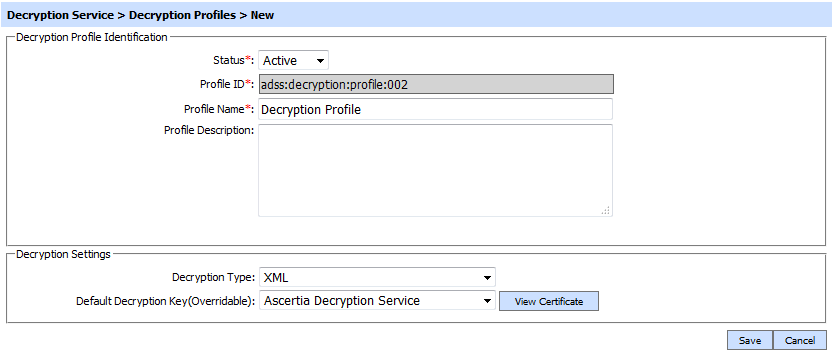 Decryption Service > Decryption Profiles > New
Decryption Profile Identification
Status*: Active
Profile ID*: adss:decryption:profile:002
Profile Name*: Decryption Profile
Profile Description:
Decryption Settings
Decryption Type: XML
Default Decryption Key(Overridable): Ascertia Decryption Service View Certificate
Save Cancel